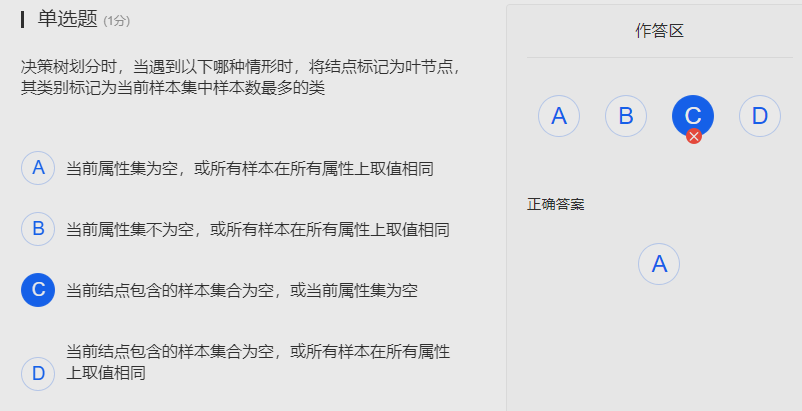 单选题 (1分)
决策树划分时，当遇到以下哪种情形时，将结点标记为叶节点，
其类别标记为当前样本集中样本数最多的类
A 当前属性集为空，或所有样本在所有属性上取值相同
B 当前属性集不为空，或所有样本在所有属性上取值相同
C 当前结点包含的样本集合为空，或当前属性集为空
D 当前结点包含的样本集合为空，或所有样本在所有属性
上取值相同
作答区
A B C D
正确答案
A